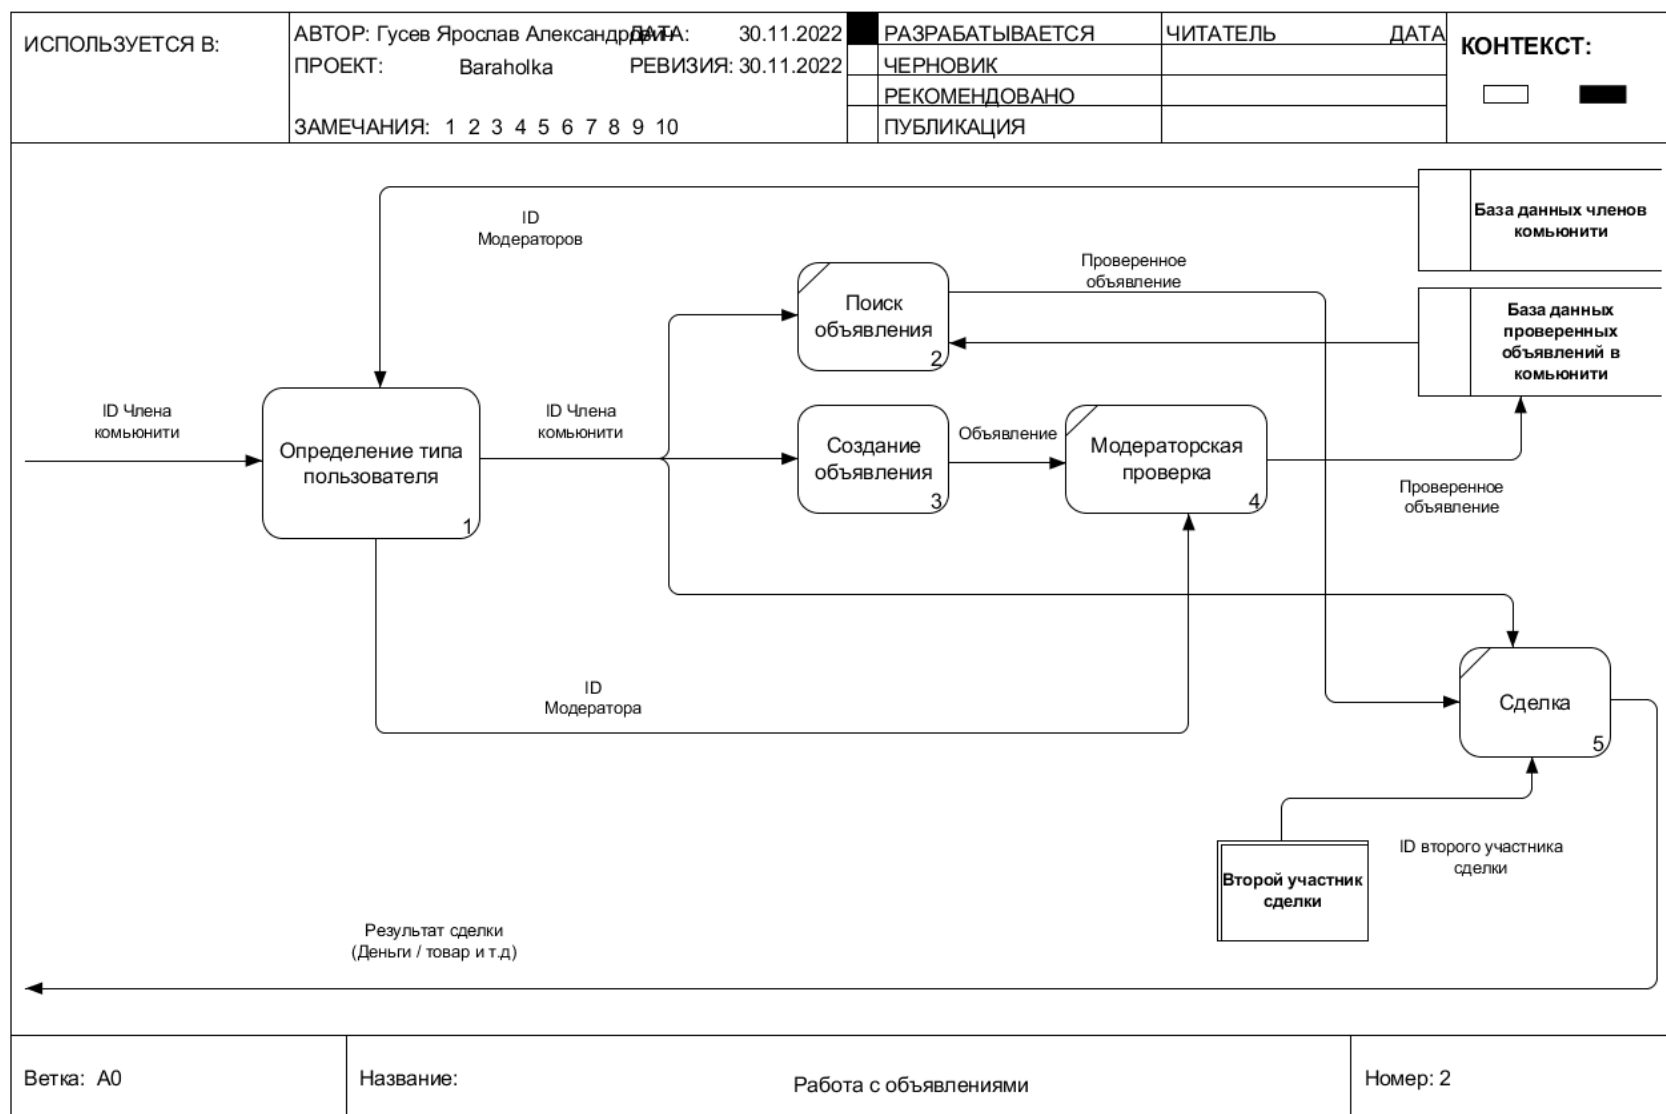 ИСПОЛЬЗУЕТСЯ В:
АВТОР: Гусев Ярослав Александрович
ДАТА: 30.11.2022
ПРОЕКТ: Baraholka
РЕВИЗИЯ: 30.11.2022
ЗАМЕЧАНИЯ: 1 2 3 4 5 6 7 8 9 10
РАЗРАБАТЫВАЕТСЯ
ЧЕРНОВИК
РЕКОМЕНДОВАНО
ПУБЛИКАЦИЯ
ЧИТАТЕЛЬ ДАТА
КОНТЕКСТ:
База данных членов
комьюнити
ID
Модераторов
Проверенное
объявление
Поиск
объявления
2
База данных
проверенных
объявлений в
комьюнити
ID Члена
комьюнити
Определение типа
пользователя
1
ID Члена
комьюнити
Создание
объявления
3
Объявление
Модераторская
проверка
4
Проверенное
объявление
ID
Модератора
Сделка
5
ID второго участника
сделки
Второй участник
сделки
Результат сделки
(Деньги / товар и т.д)
Ветка: A0
Название:
Работа с объявлениями
Номер: 2